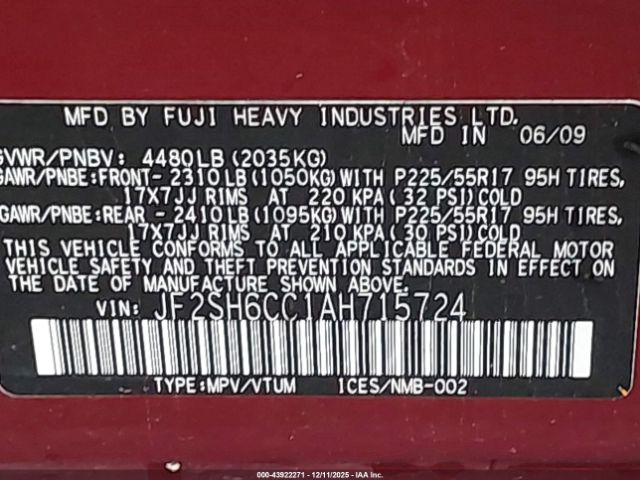 MFD BY FUJI HEAVY INDUSTRIES LTD.
MFD IN 06/09
GVWR/PNBV: 4480LB (2035KG)
GAWR/PNBE:FRONT- 2310LB (1050KG)WITH P225/55R17 95H TIRES,
17X7JJ RIMS AT 220 KPA (32 PSI)COLD
GAWR/PNBE:REAR - 2410LB (1095KG)WITH P225/55R17 95H TIRES,
17X7JJ RIMS AT 210 KPA (30 PSI)COLD
THIS VEHICLE CONFORMS TO ALL APPLICABLE FEDERAL MOTOR
VEHICLE SAFETY AND THEFT PREVENTION STANDARDS IN EFFECT ON
THE DATE OF MANUFACTURE SHOWN ABOVE.
VIN: JF2SH6CC1AH715724
TYPE:MPV/VTUM 1CES/NMB-002
000-43922271 - 12/11/2025 - IAA Inc.